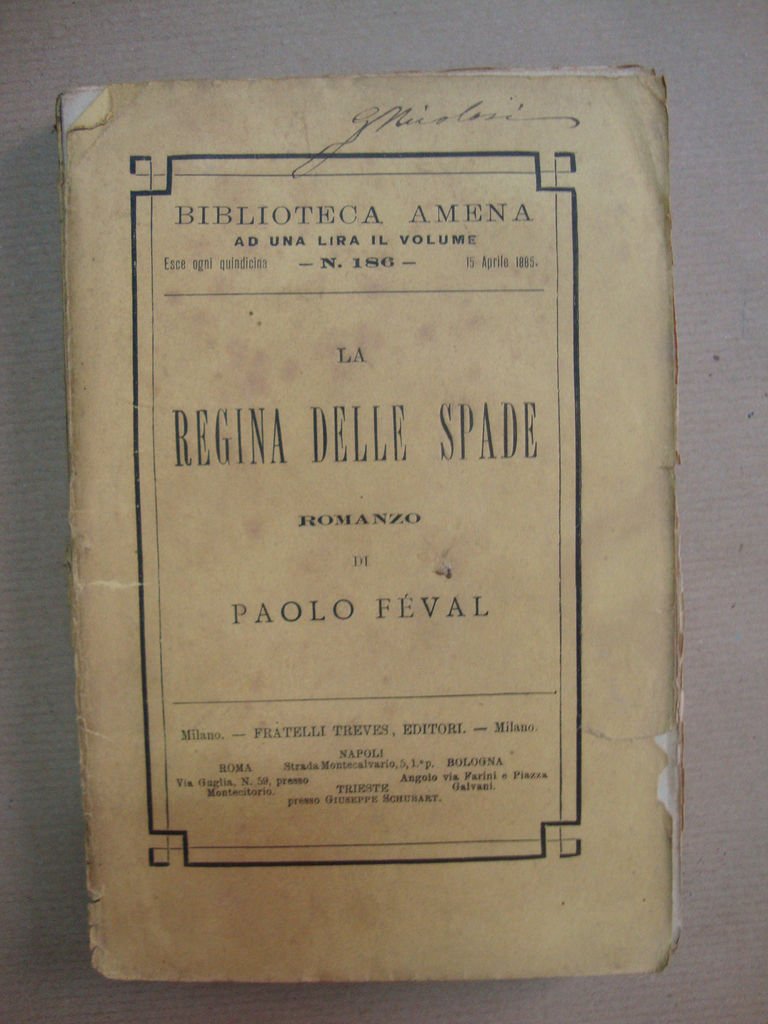 G Nicolosi
BIBLIOTECA AMENA
AD UNA LIRA IL VOLUME
Esce ogni quindicina — N. 186 — 15 Aprile 1885.
LA
REGINA DELLE SPADE
ROMANZO
DI
PAOLO FÉVAL
Milano. — FRATELLI TREVES, EDITORI. — Milano.
NAPOLI
Strada Montecalvario, 5, 1.º p.
ROMA
Via Guglia, N. 59, presso
Montecitorio.
BOLOGNA
Angolo via Farini e Piazza
Galvani.
TRIESTE
presso GIUSEPPE SCHUBART.